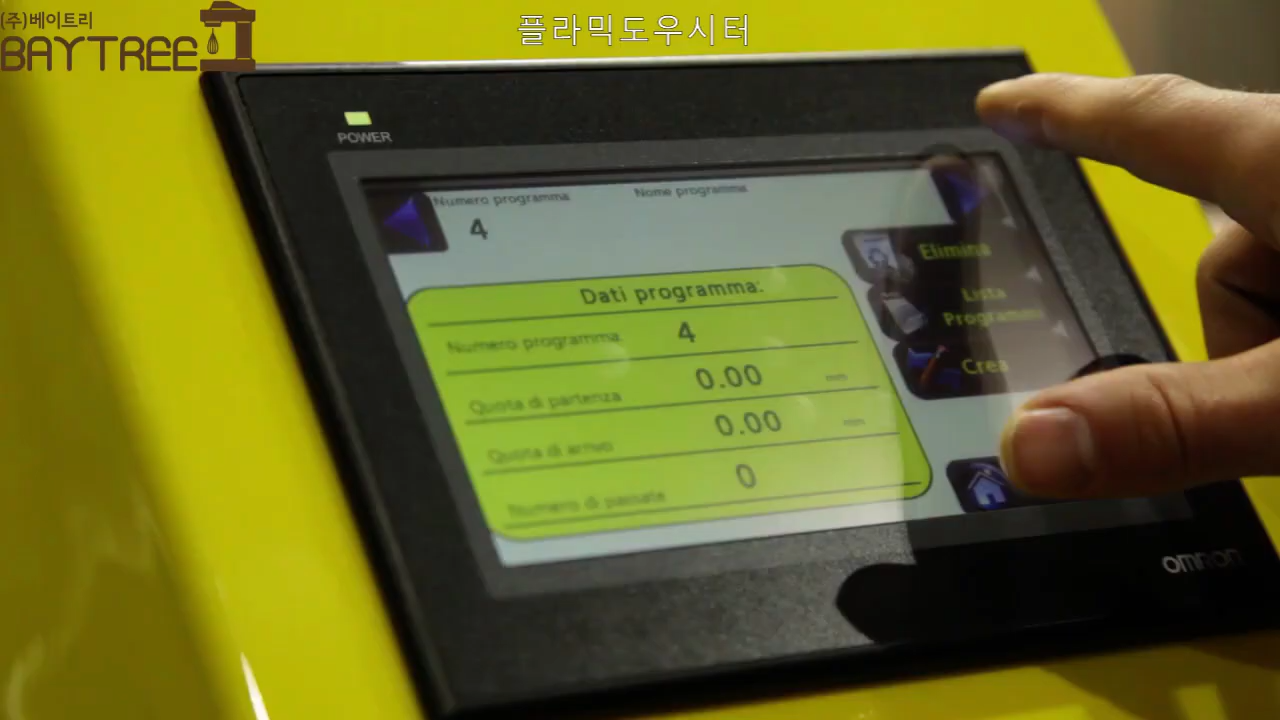 (주)베이트리
BAYTREE
플라믹도우시터
POWER
Numero programma
Nome programma
4
Elimina
Lista
Programmi
Crea
Dati programma:
Numero programma 4
Quota di partenza 0.00 mm
Quota di arrivo 0.00 mm
Numero di passate 0
omron